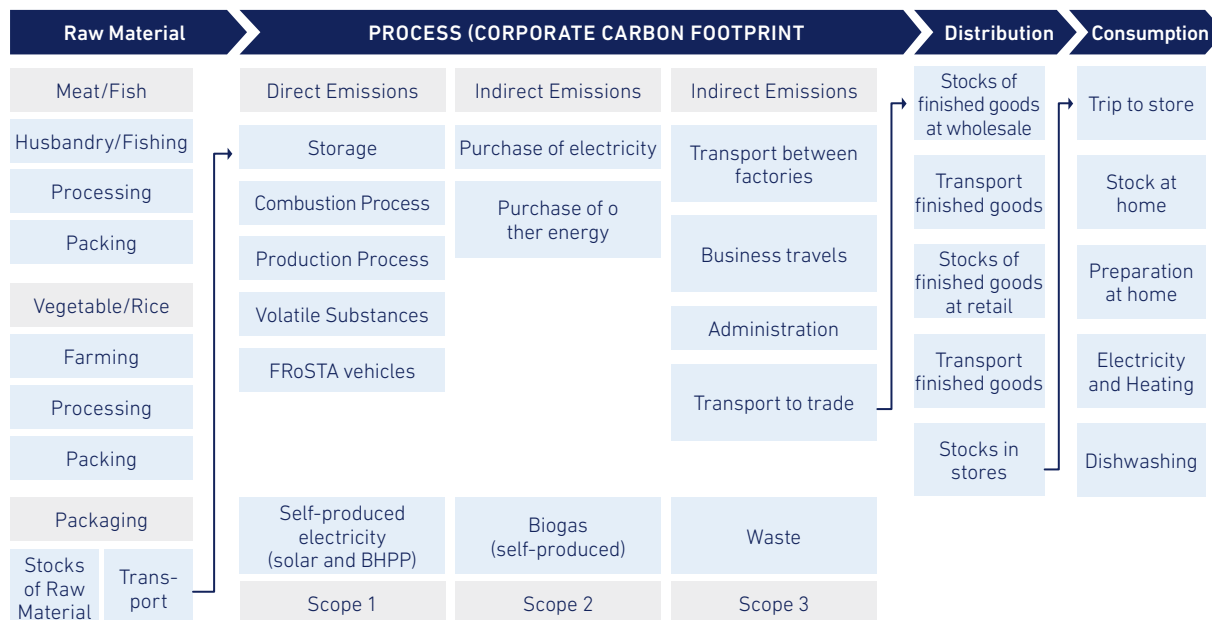 Raw Material
PROCESS (CORPORATE CARBON FOOTPRINT
Distribution
Consumption
Meat/Fish
Husbandry/Fishing
Processing
Packing
Vegetable/Rice
Farming
Processing
Packing
Packaging
Stocks
of Raw
Material
Trans-
port
Direct Emissions
Storage
Combustion Process
Production Process
Volatile Substances
FRoSTA vehicles
Self-produced
electricity
(solar and BHPP)
Scope 1
Indirect Emissions
Purchase of electricity
Purchase of o
ther energy
Biogas
(self-produced)
Scope 2
Indirect Emissions
Transport between
factories
Business travels
Administration
Transport to trade
Waste
Scope 3
Stocks of
finished goods
at wholesale
Transport
finished goods
Stocks of
finished goods
at retail
Transport
finished goods
Stocks in
stores
Trip to store
Stock at
home
Preparation
at home
Electricity
and Heating
Dishwashing